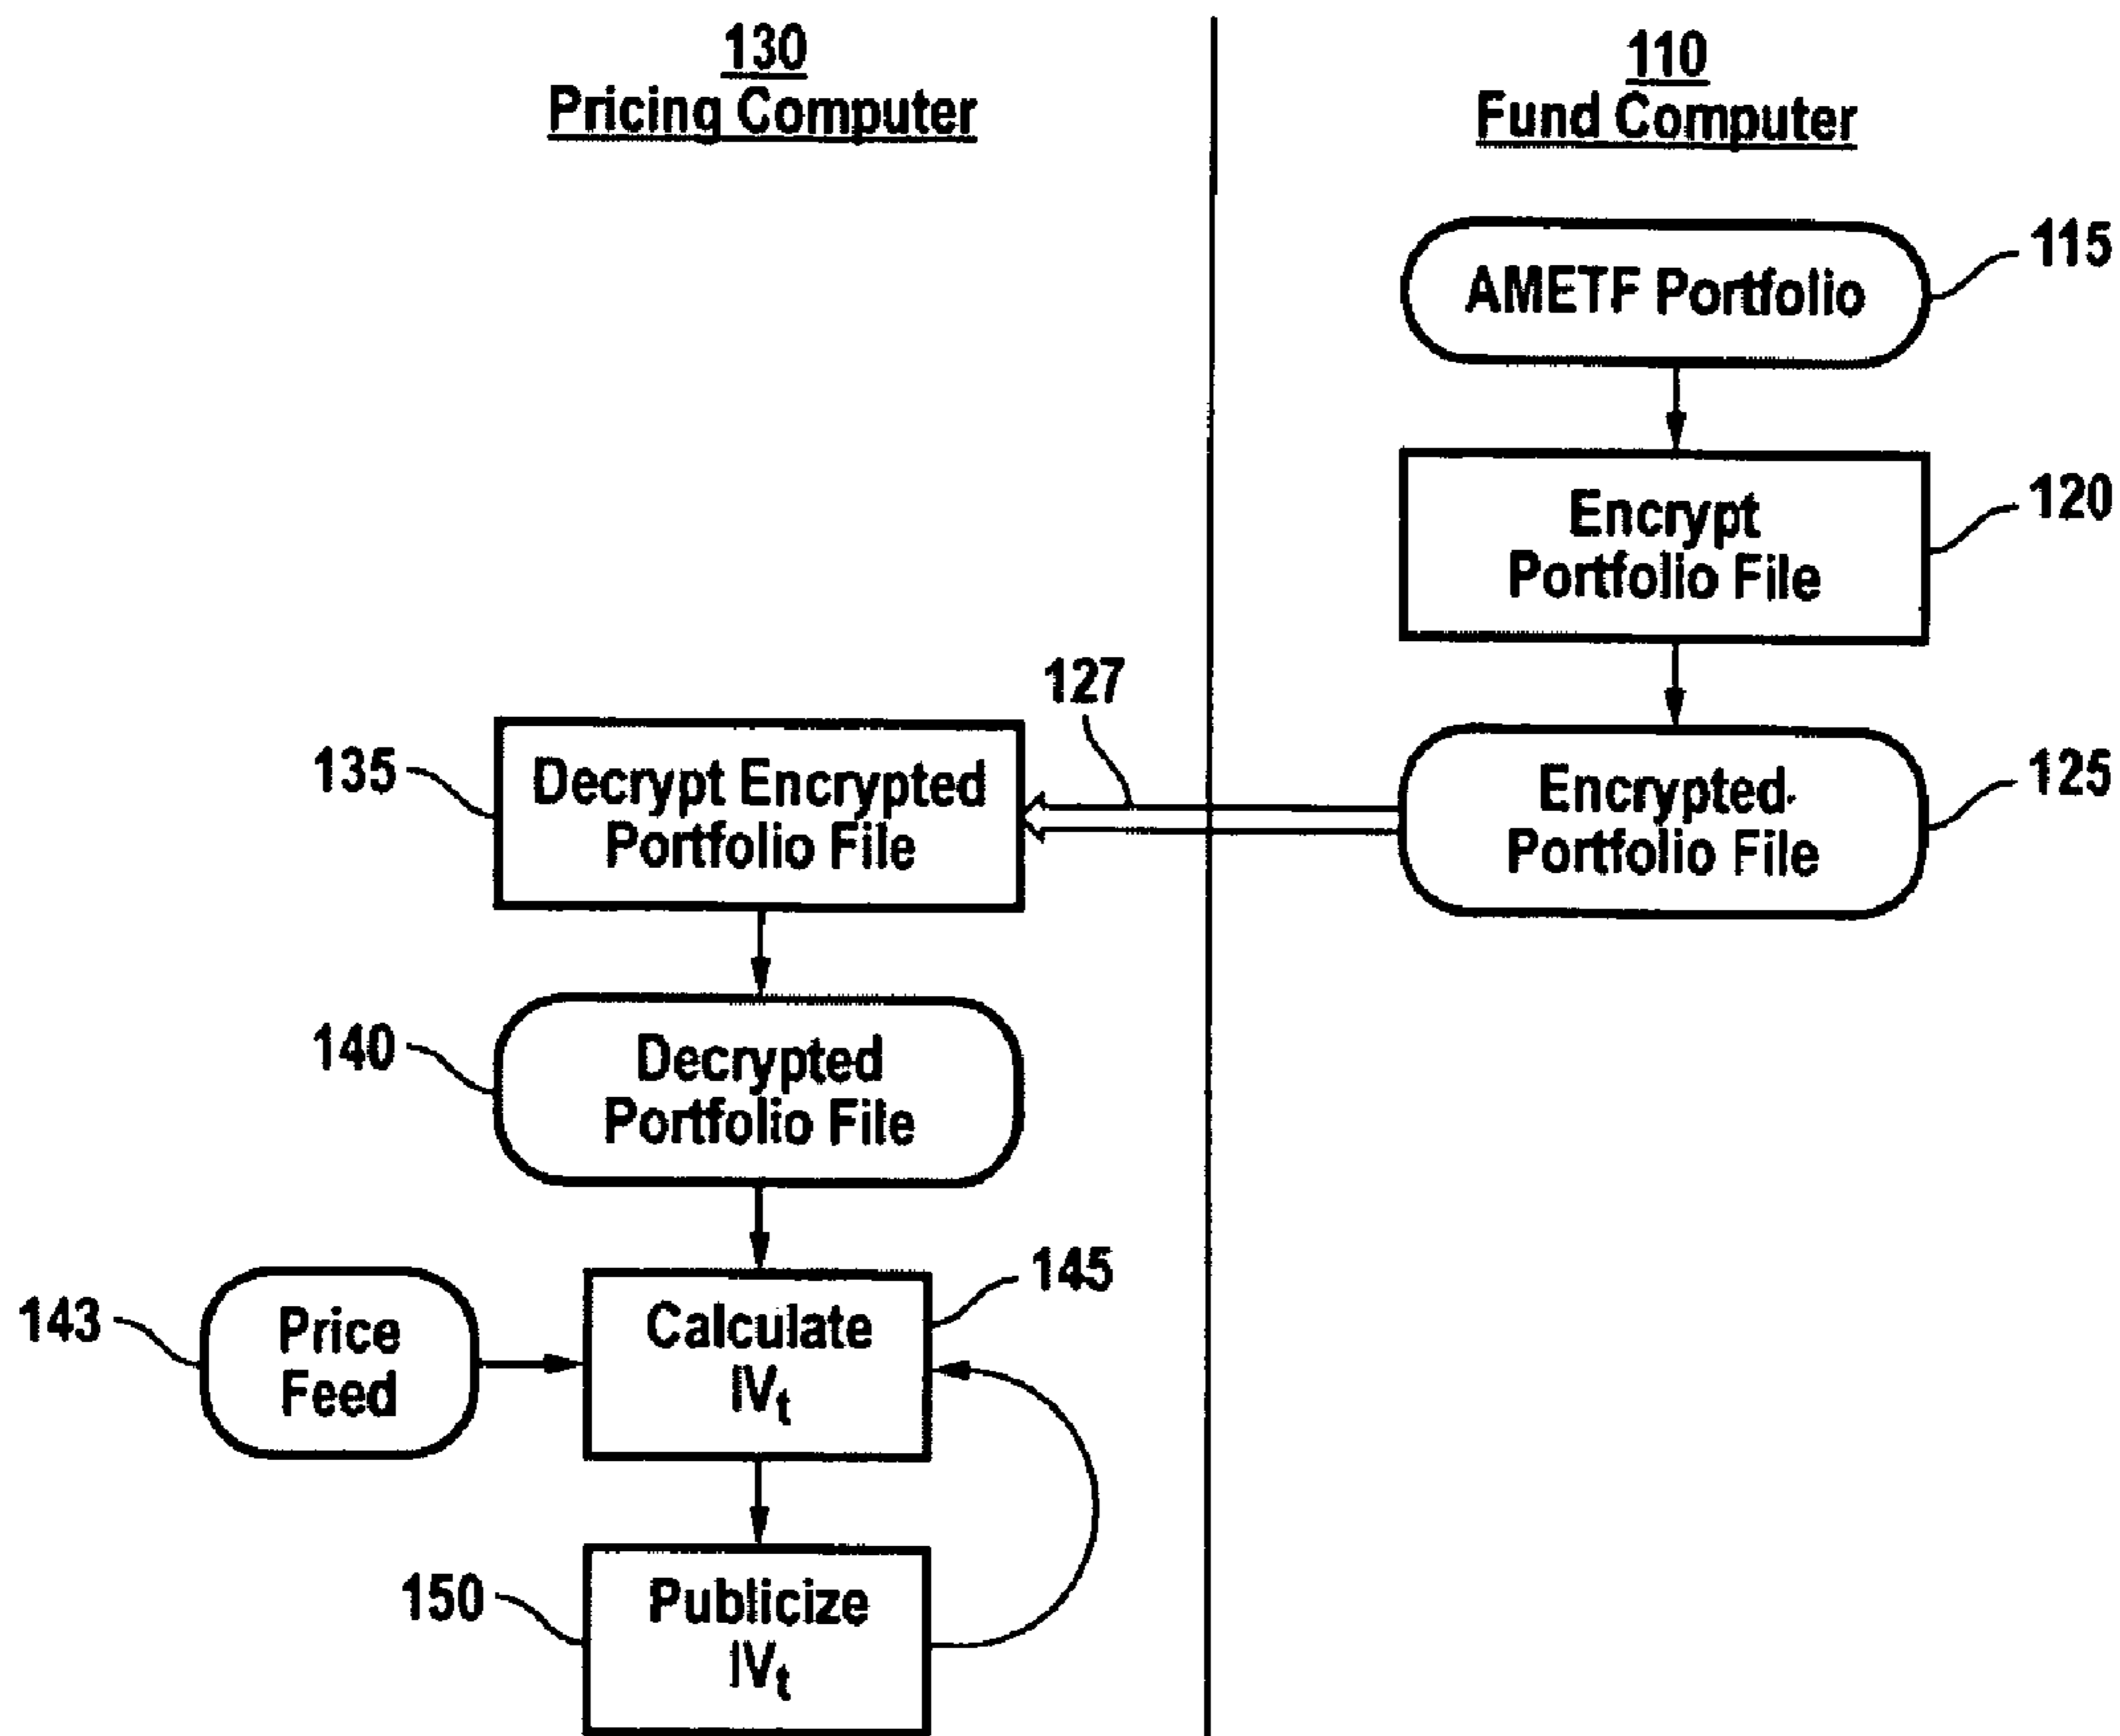 130
Pricing Computer
110
Fund Computer
AMETF Portfolio
115
Encrypt
Portfolio File
120
127
135
Decrypt Encrypted
Portfolio File
Encrypted
Portfolio File
125
140
Decrypted
Portfolio File
143
Price
Feed
Calculate
IVt
145
150
Publicize
IVt